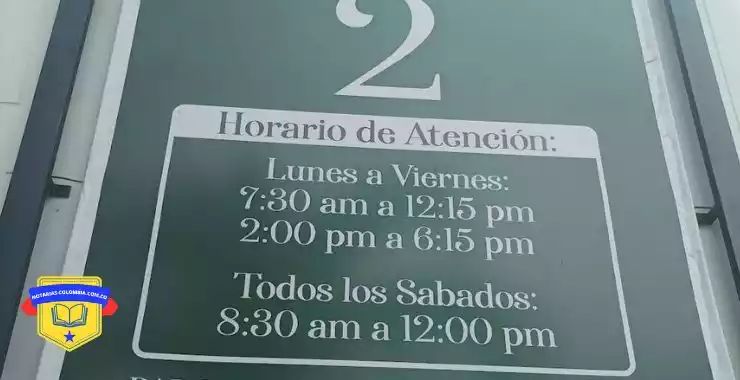 2
Horario de Atención:
Lunes a Viernes:
7:30 am a 12:15 pm
2:00 pm a 6:15 pm
Todos los Sabados:
8:30 am a 12:00 pm
NOTARIAS.COLOMBIA.COM.CO